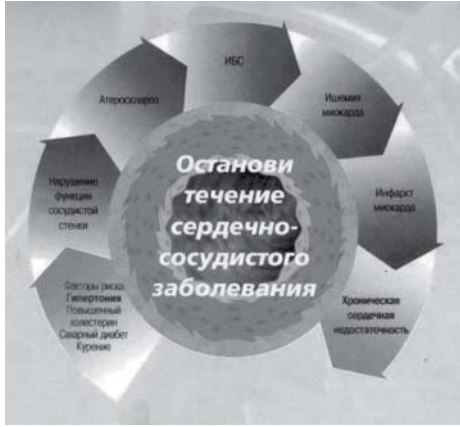 Останови
течение
сердечно-
сосудистого
заболевания
Факторы риска
Гипертония
Повышенный
холестерин
Сахарный диабет
Курение
Нарушение
функции
сосудистой
стенки
Атеросклероз
ИБС
Ишемия
миокарда
Инфаркт
миокарда
Хроническая
сердечная
недостаточность